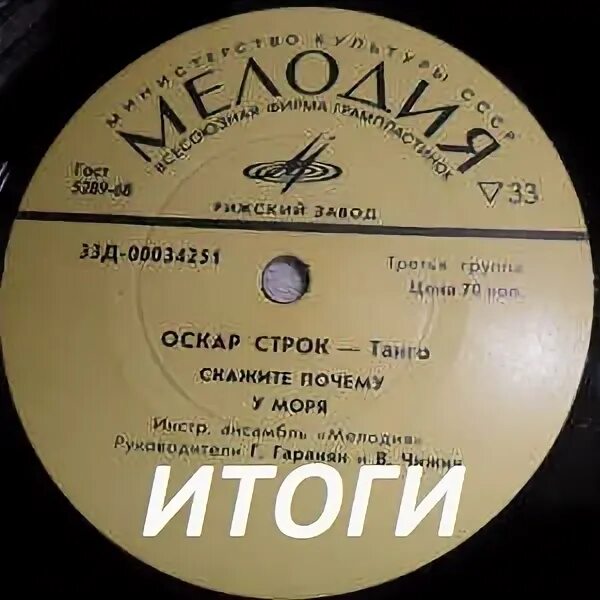 МИНИСТЕРСТВО КУЛЬТУРЫ СССР
МЕЛОДИЯ
ВСЕСОЮЗНАЯ ФИРМА ГРАМПЛАСТИНОК
Гост
5289-68
33
РИЖСКИЙ ЗАВОД
33Д-00034251
Третья группа
Цена 70 коп.
ОСКАР СТРОК — Танго
СКАЖИТЕ ПОЧЕМУ
У МОРЯ
Инстр. ансамбль «Мелодия»
Руководители Г. Гаранян и В. Чижик
ИТОГИ